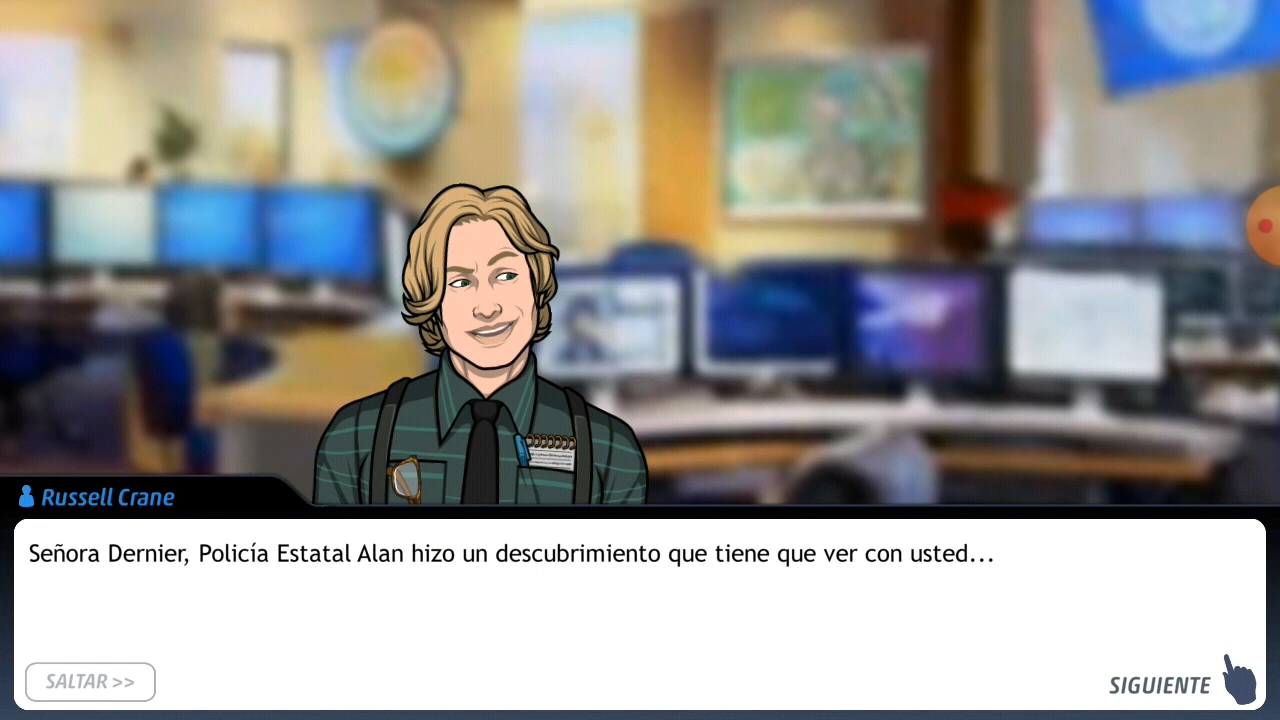 Russell Crane
Señora Dernier, Policía Estatal Alan hizo un descubrimiento que tiene que ver con usted...
SALTAR >>
SIGUIENTE